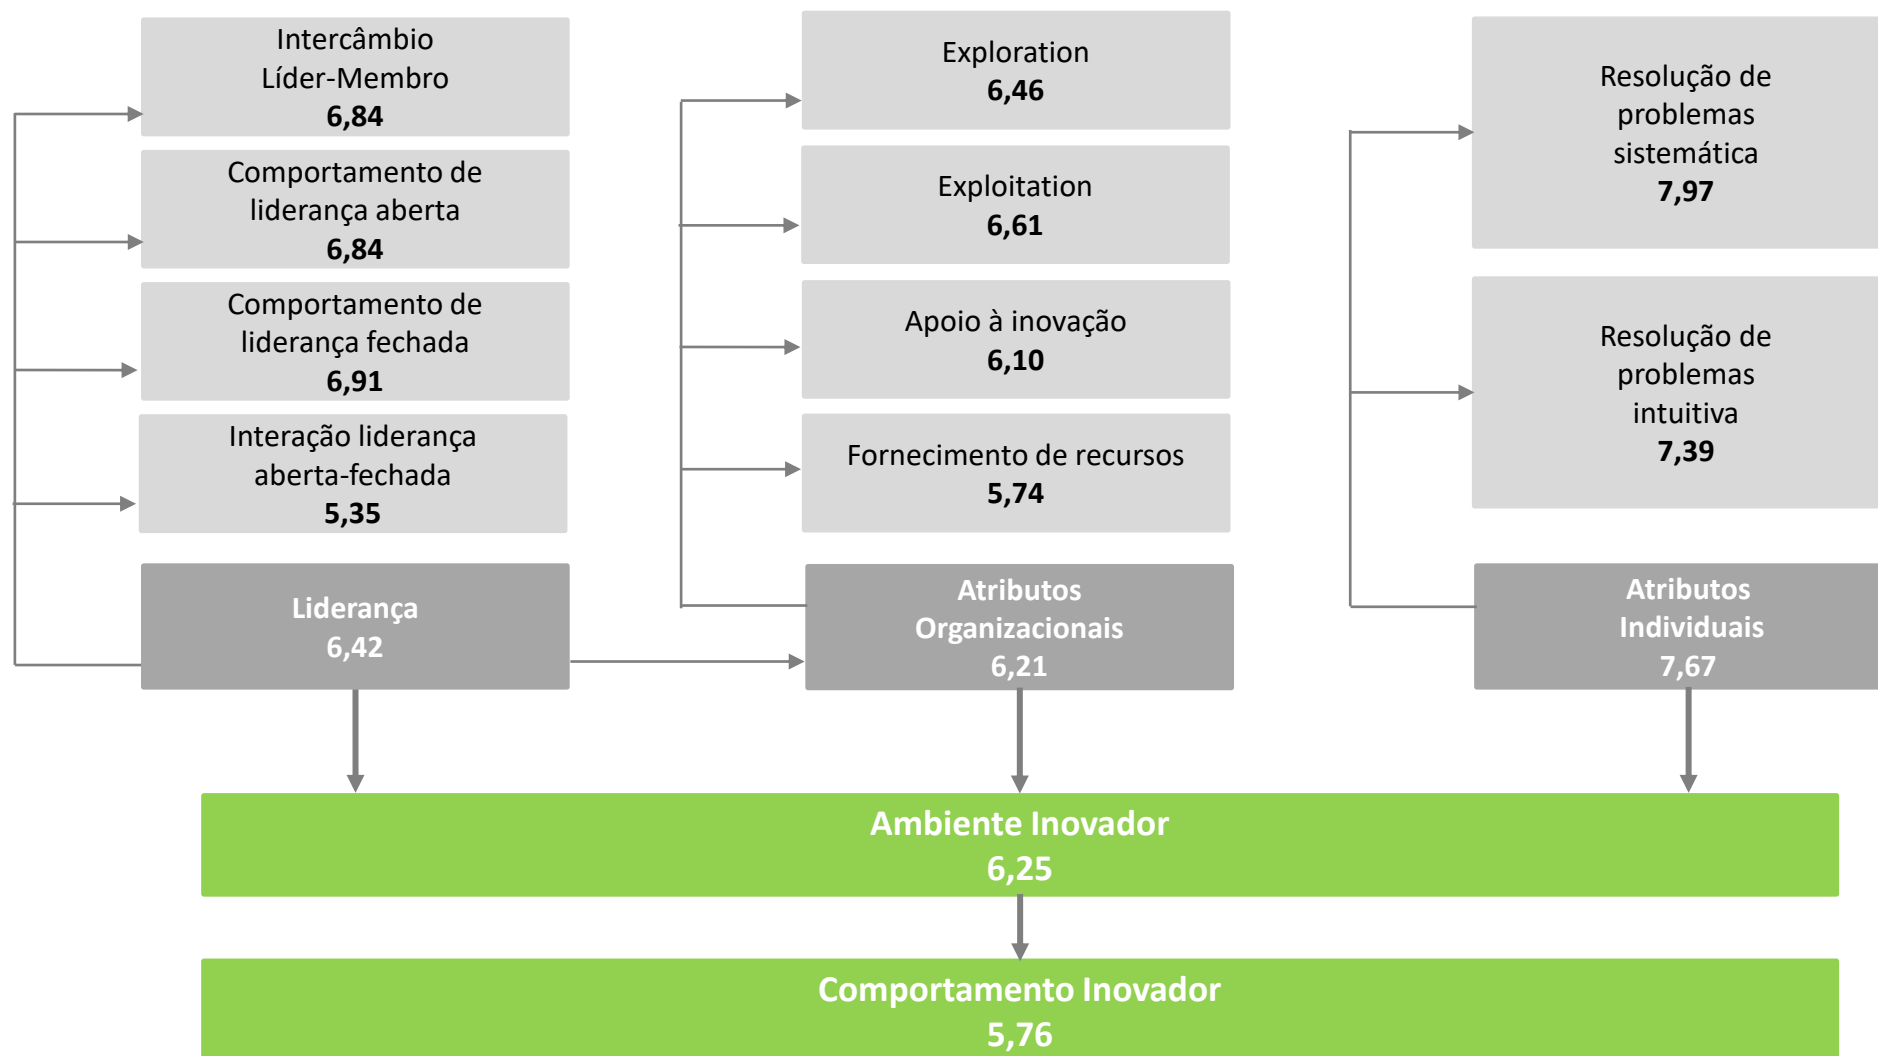 Intercâmbio
Líder-Membro
6,84
Comportamento de
liderança aberta
6,84
Comportamento de
liderança fechada
6,91
Interação liderança
aberta-fechada
5,35
Liderança
6,42
Exploration
6,46
Exploitation
6,61
Apoio à inovação
6,10
Fornecimento de recursos
5,74
Atributos
Organizacionais
6,21
Resolução de
problemas
sistemática
7,97
Resolução de
problemas
intuitiva
7,39
Atributos
Individuais
7,67
Ambiente Inovador
6,25
Comportamento Inovador
5,76